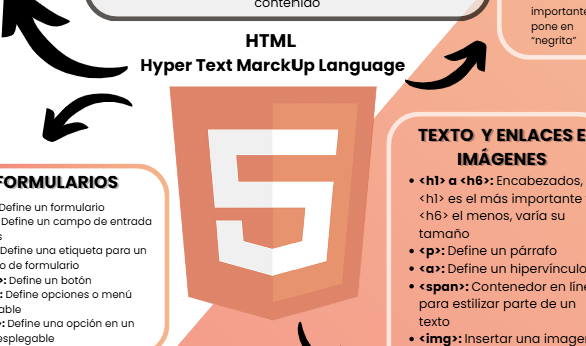 contenido
importante
pone en
"negrita"
HTML
Hyper Text MarckUp Language
FORMULARIOS
Define un formulario
Define un campo de entrada
s
Define una etiqueta para un
o de formulario
>: Define un botón
: Define opciones o menú
able
>: Define una opción en un
esplegable
TEXTO Y ENLACES E
IMÁGENES
• <h1> a <h6>: Encabezados,
<h1> es el más importante
<h6> el menos, varía su
tamaño
• <p>: Define un párrafo
• <a>: Define un hipervínculo
• <span>: Contenedor en líne
para estilizar parte de un
texto
• <img>: Insertar una image